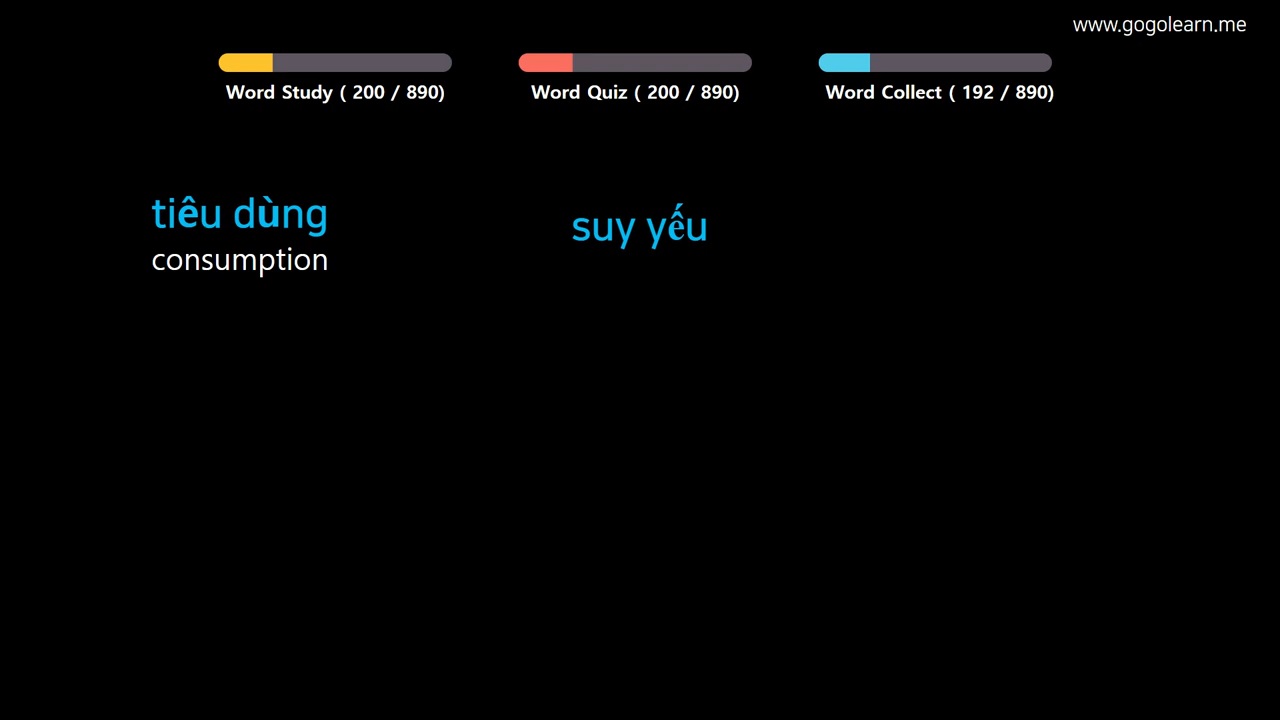 www.gogolearn.me
Word Study ( 200 / 890)
Word Quiz ( 200 / 890)
Word Collect ( 192 / 890)
tiêu dùng
consumption
suy yếu